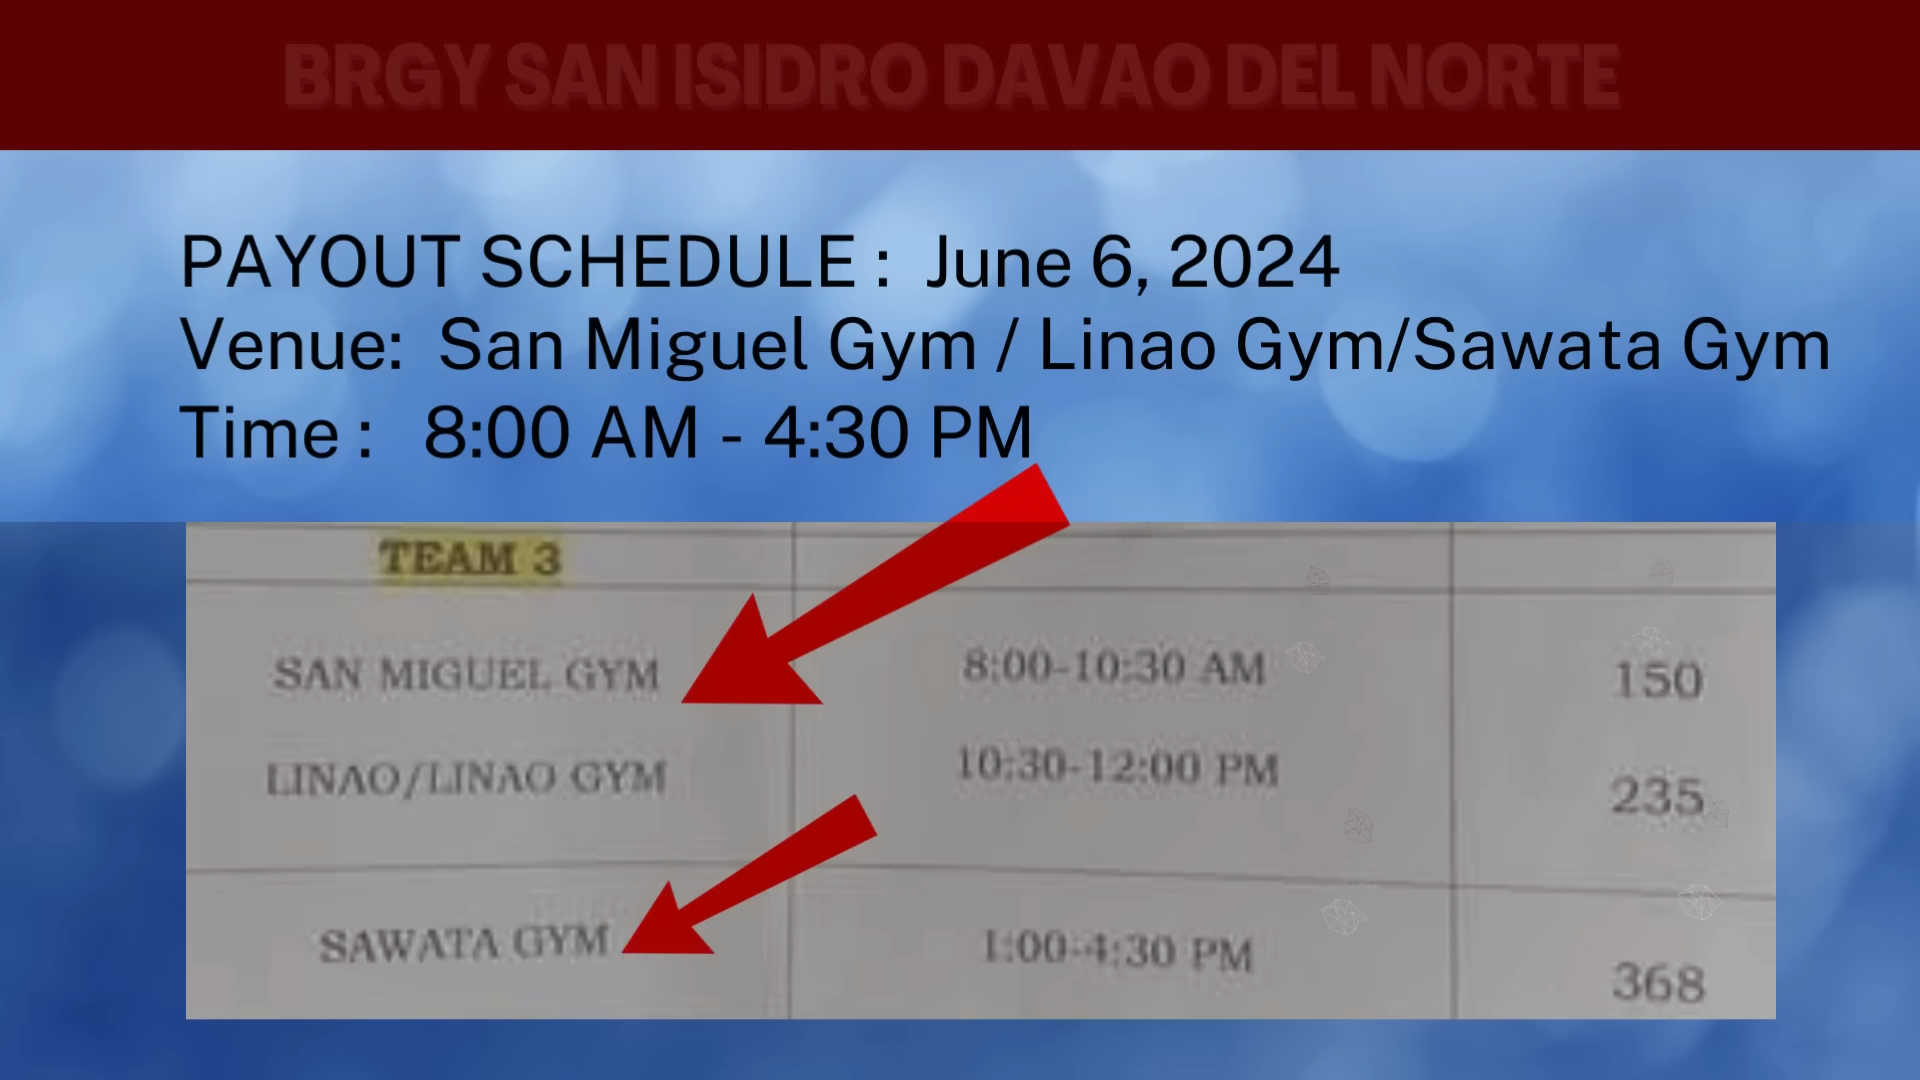 BRGY SAN ISIDRO DAVAO DEL NORTE
PAYOUT SCHEDULE : June 6, 2024
Venue: San Miguel Gym / Linao Gym/Sawata Gym
Time : 8:00 AM - 4:30 PM
TEAM 3
SAN MIGUEL GYM 8:00-10:30 AM 150
LINAO/LINAO GYM 10:30-12:00 PM 235
SAWATA GYM 1:00-4:30 PM 368